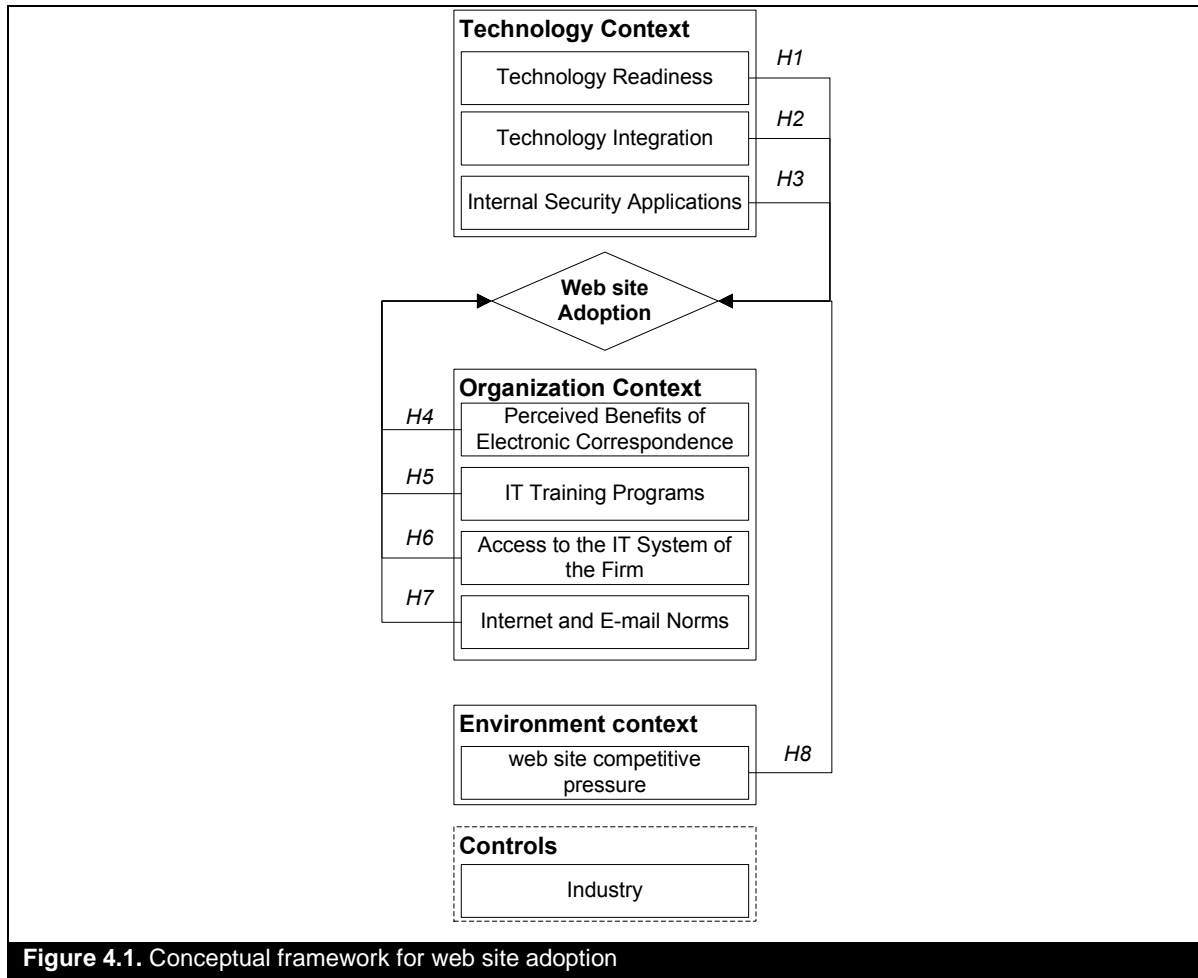 Technology Context
Technology Readiness
H1
Technology Integration
H2
Internal Security Applications
H3
Web site
Adoption
Organization Context
Perceived Benefits of
Electronic Correspondence
H4
IT Training Programs
H5
Access to the IT System of
the Firm
H6
Internet and E-mail Norms
H7
Environment context
web site competitive
pressure
H8
Controls
Industry
Figure 4.1. Conceptual framework for web site adoption